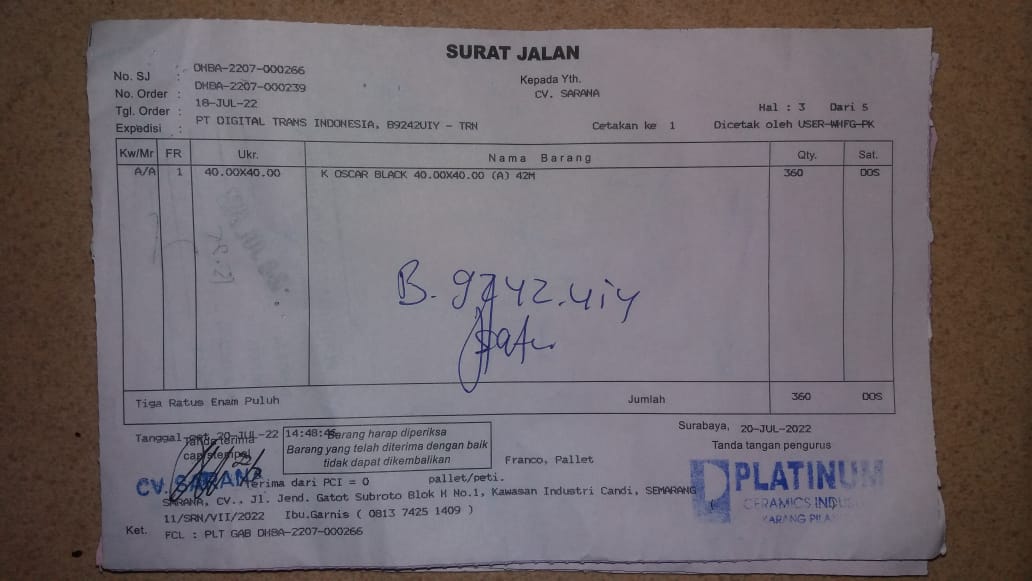 SURAT JALAN
No. SJ : DHBA-2207-000266
No. Order : DHBA-2207-000239
Tgl. Order : 18-JUL-22
Expedisi : PT DIGITAL TRANS INDONESIA, B9242UIY - TRN
Kepada Yth.
CV. SARANA
Hal : 3 Dari 5
Cetakan ke 1 Dicetak oleh USER-WHFG-PK
Kw/Mr FR Ukr. Nama Barang Qty. Sat.
A/A 1 40.00X40.00 K OSCAR BLACK 40.00X40.00 (A) 42M 360 DOS
B. 9242.UIY
Tiga Ratus Enam Puluh Jumlah 360 DOS
Surabaya, 20-JUL-2022
Tanda tangan pengurus
Tanggal 20-JUL-22 14:48:46
Tanda terima
cap/stempel
Barang harap diperiksa
Barang yang telah diterima dengan baik
tidak dapat dikembalikan
Franco, Pallet
CV. SARANA
Terima dari PCI = 0 pallet/peti.
SARANA, CV., Jl. Jend. Gatot Subroto Blok H No.1, Kawasan Industri Candi, SEMARANG
11/SRN/VII/2022 Ibu.Garnis ( 0813 7425 1409 )
Ket. FCL : PLT GAB DHBA-2207-000266
PLATINUM
CERAMICS
KARANG